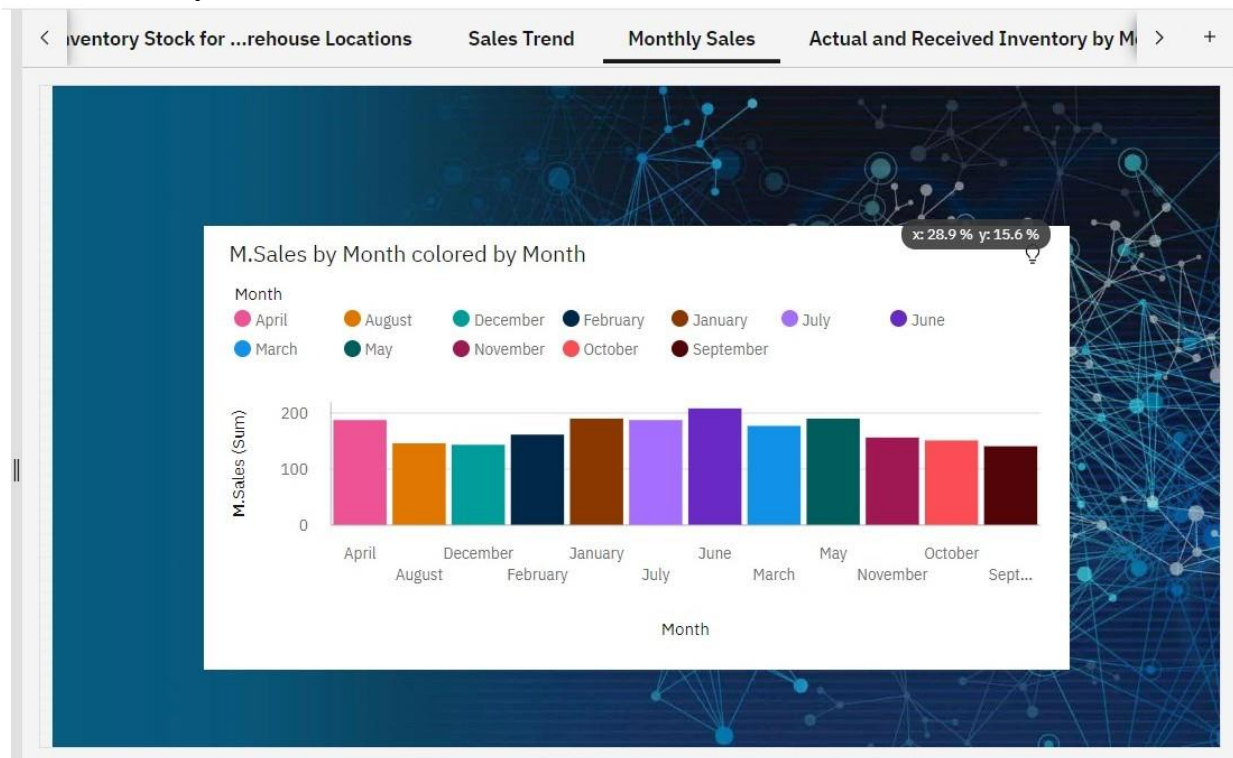 ventory Stock for ...rehouse Locations Sales Trend Monthly Sales Actual and Received Inventory by M
x: 28.9 % y: 15.6 %
M.Sales by Month colored by Month
Month
April August December February January July June
March May November October September
M.Sales (Sum)
200
100
0
April December January June May October
August February July March November Sept...
Month